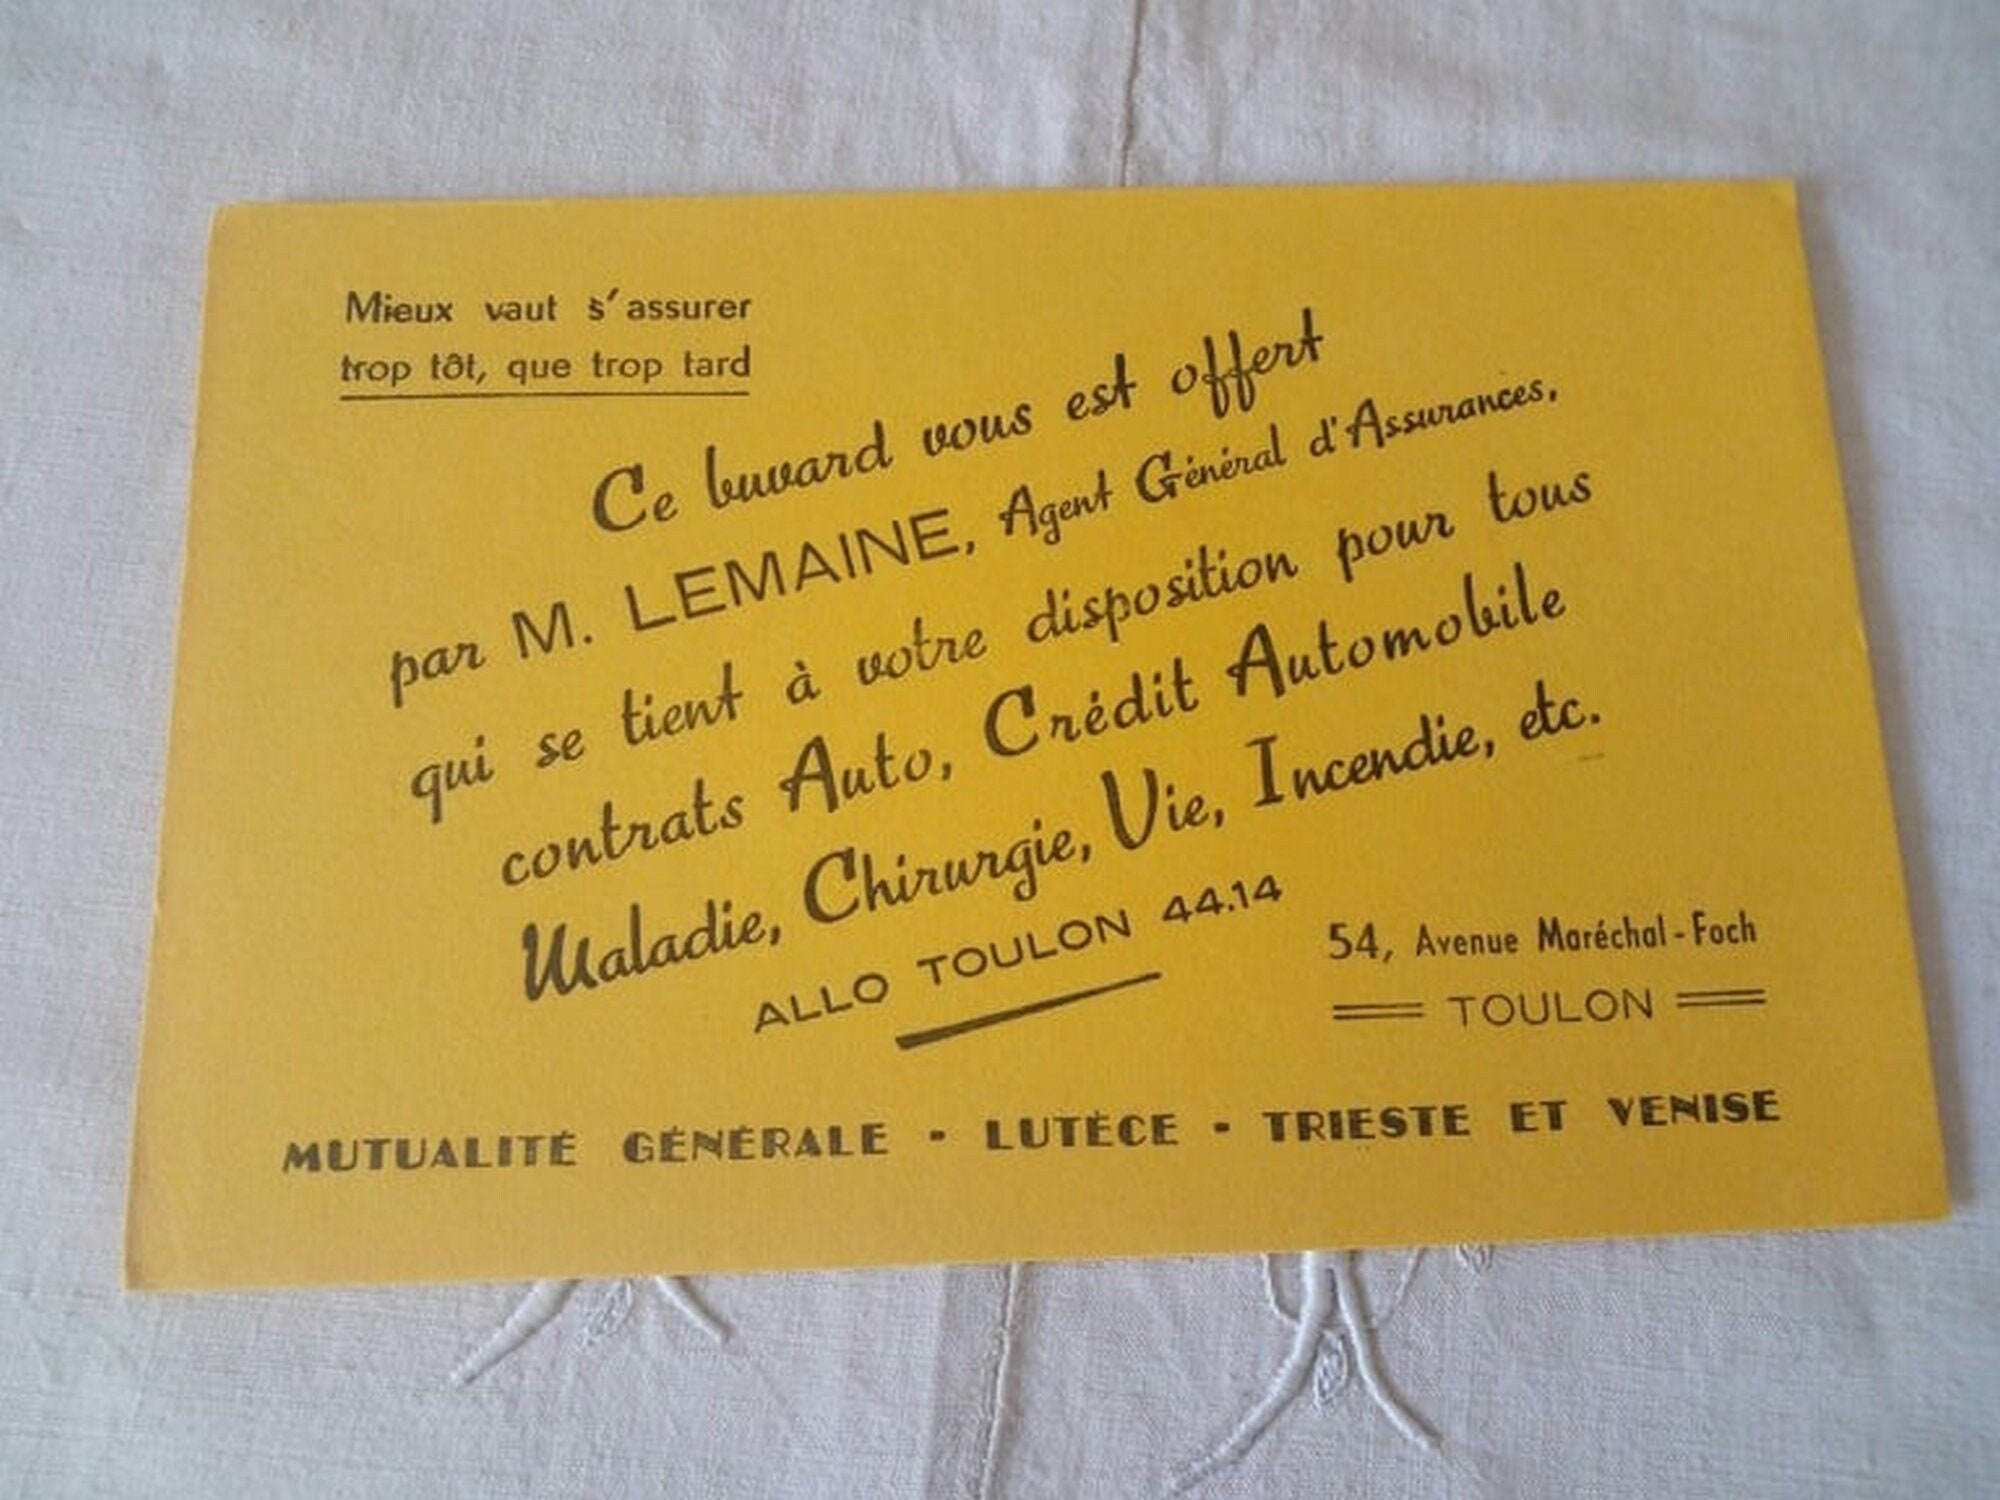 Mieux vaut s'assurer
trop tôt, que trop tard
Ce buvard vous est offert
par M. LEMAINE, Agent Général d'Assurances,
qui se tient à votre disposition pour tous
contrats Auto, Crédit Automobile
Maladie, Chirurgie, Vie, Incendie, etc.
ALLO TOULON 44.14
54, Avenue Maréchal-Foch
TOULON
MUTUALITÉ GÉNÉRALE - LUTÈCE - TRIESTE ET VENISE